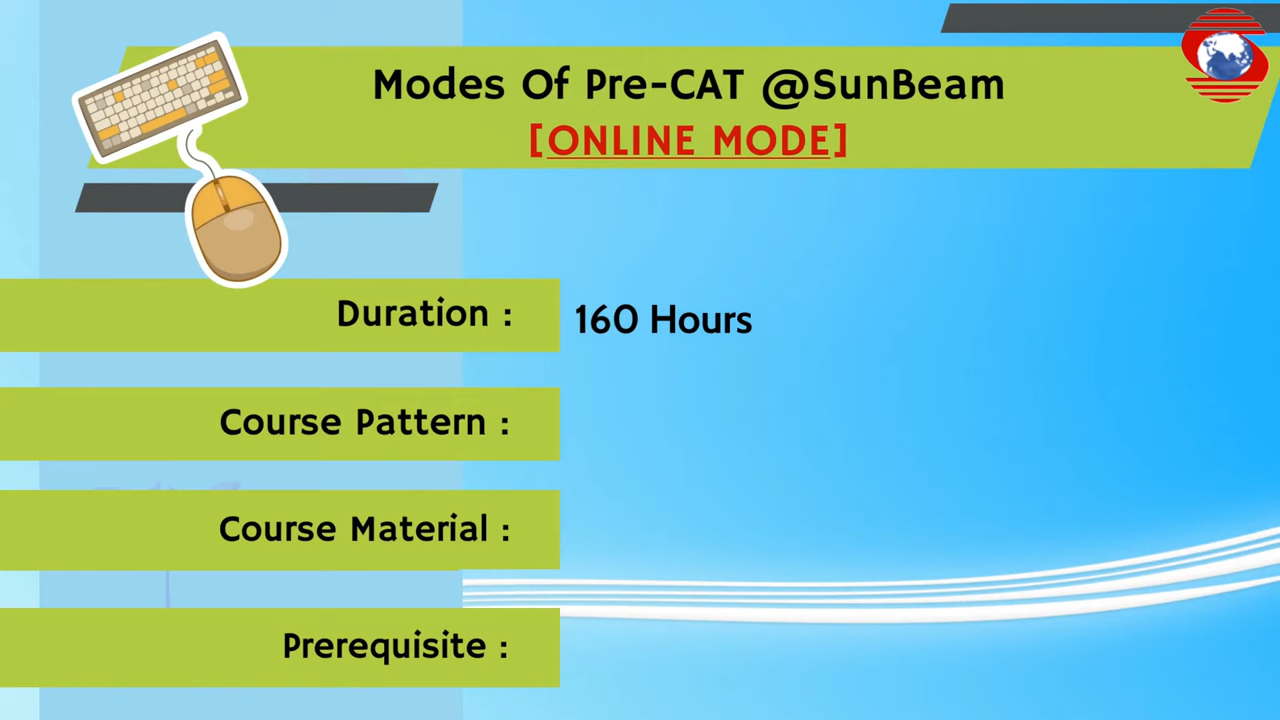 Modes Of Pre-CAT @SunBeam
[ONLINE MODE]
Duration : 160 Hours
Course Pattern :
Course Material :
Prerequisite :